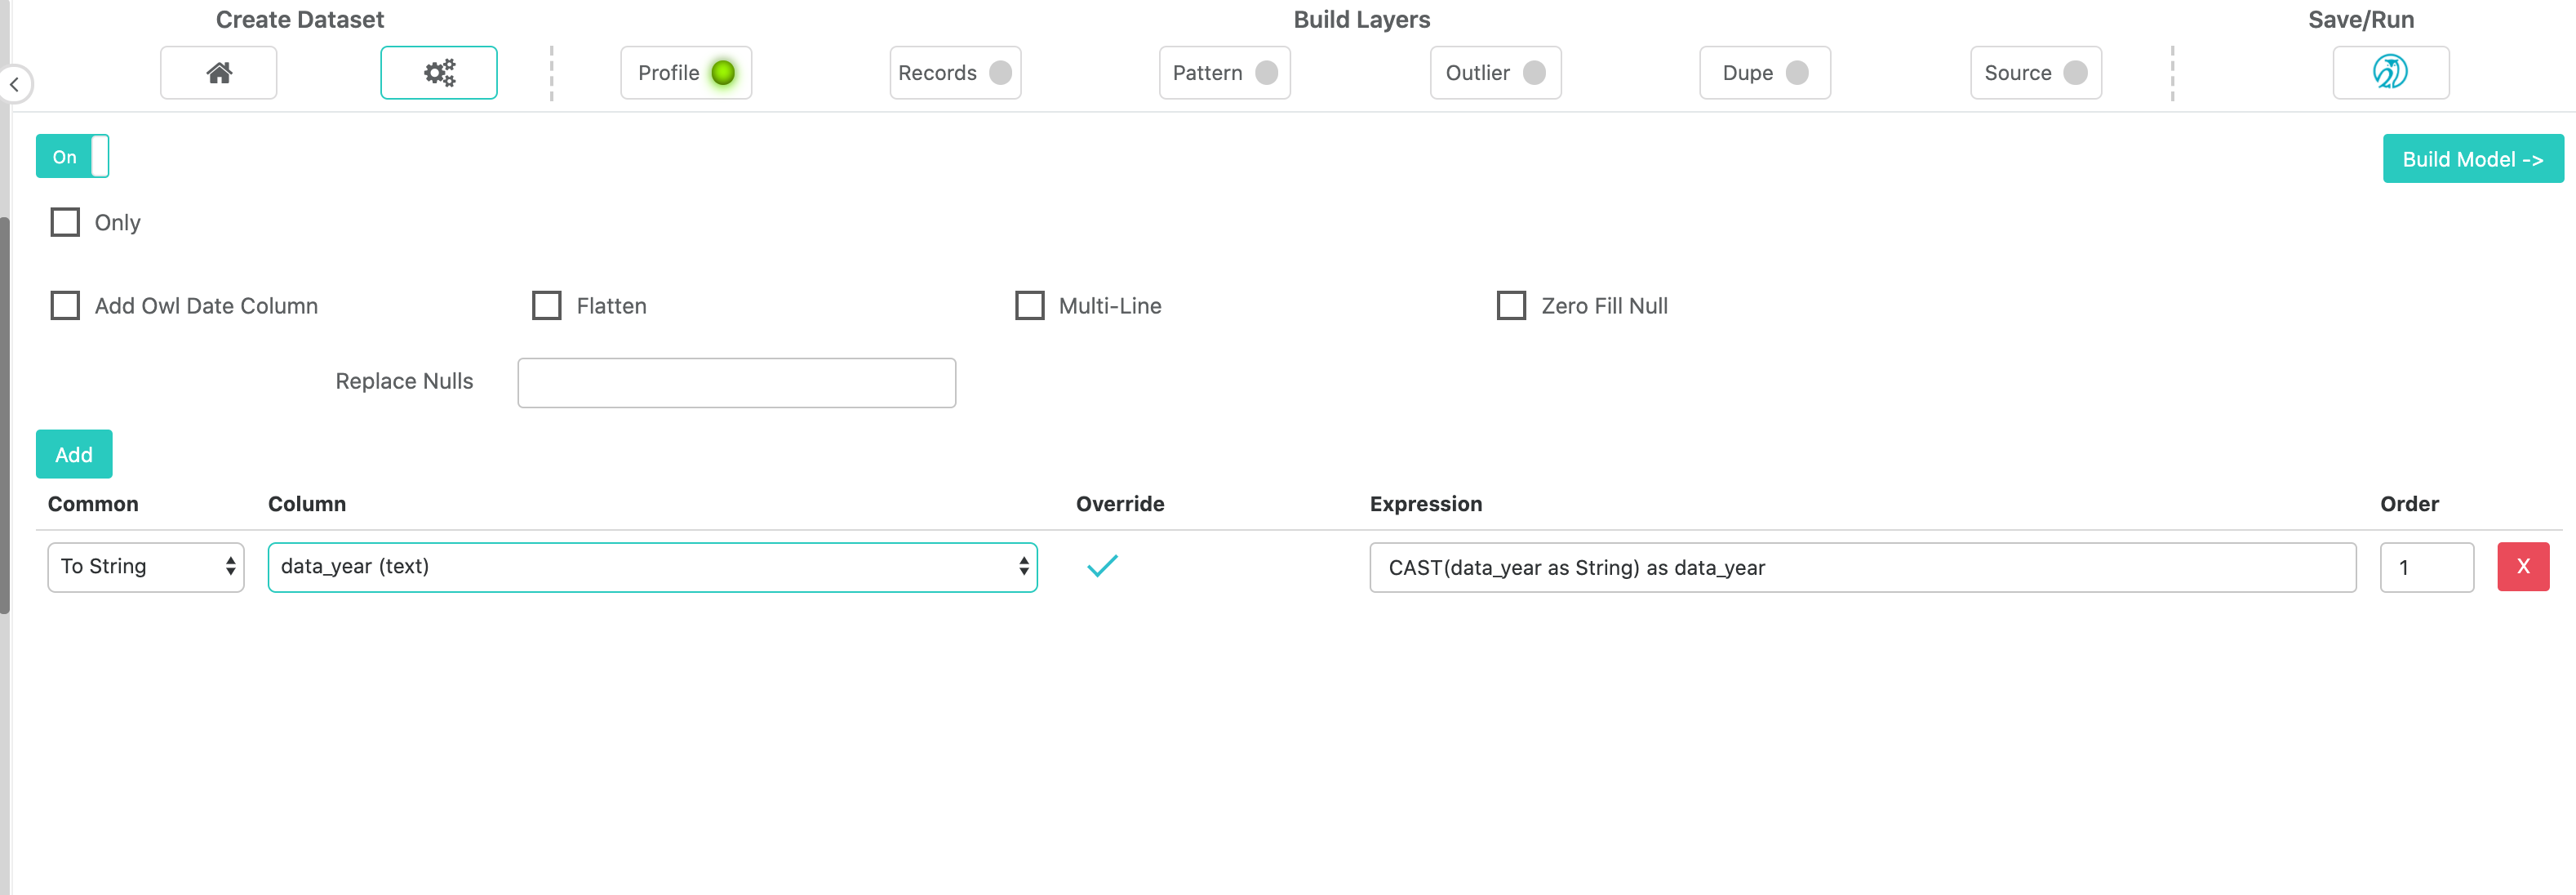 Create Dataset Build Layers Save/Run
Profile Records Pattern Outlier Dupe Source
On Build Model ->
Only
Add Owl Date Column Flatten Multi-Line Zero Fill Null
Replace Nulls
Add
Common Column Override Expression Order
To String data_year (text) CAST(data_year as String) as data_year 1 X